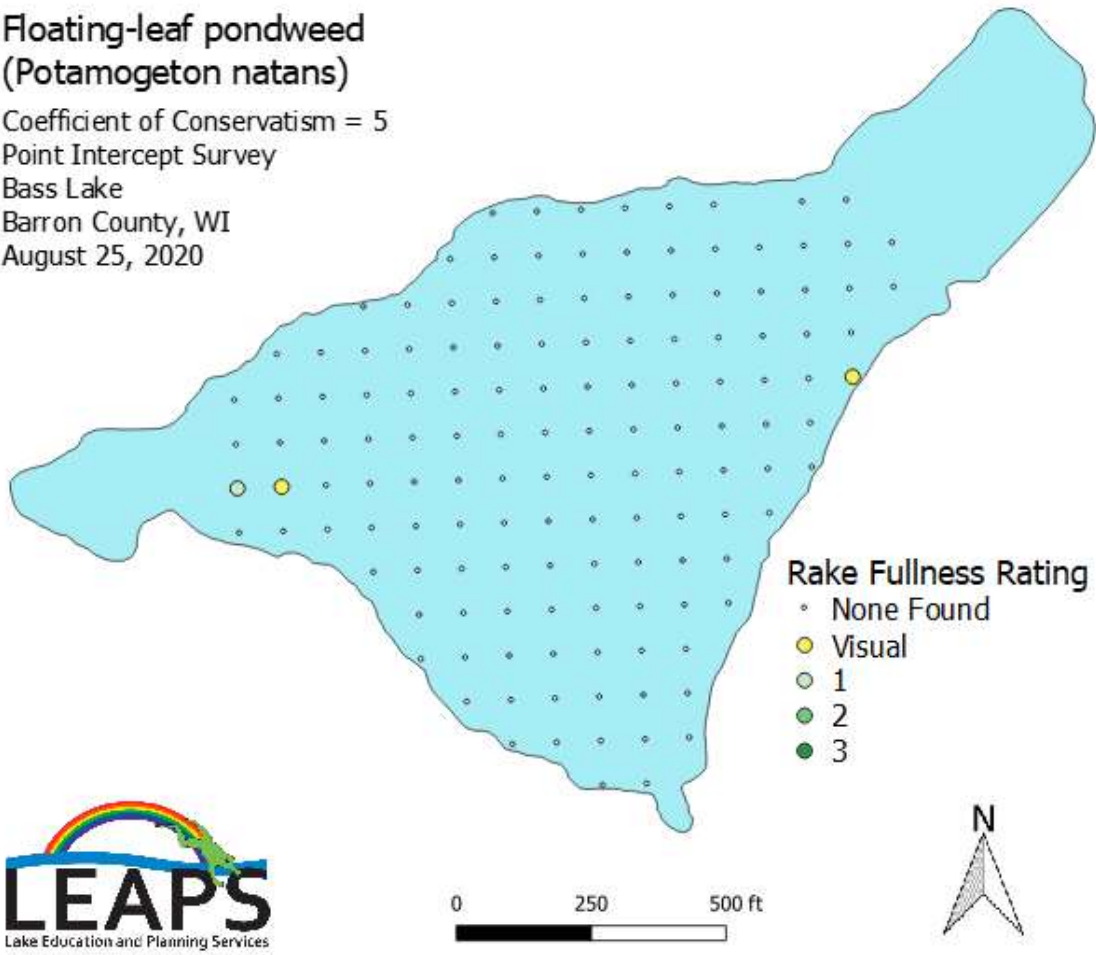 Floating-leaf pondweed
(Potamogeton natans)
Coefficient of Conservatism = 5
Point Intercept Survey
Bass Lake
Barron County, WI
August 25, 2020
Rake Fullness Rating
None Found
Visual
1
2
3
LEAPS
Lake Education and Planning Services
0 250 500 ft
N